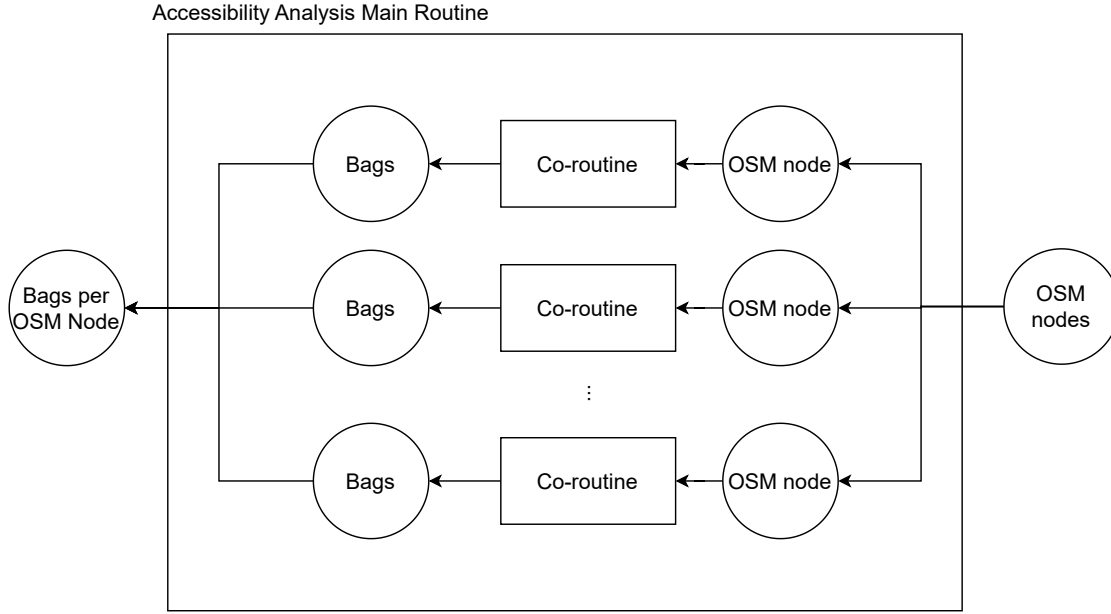 Accessibility Analysis Main Routine
Bags
Co-routine
OSM node
Bags per
OSM Node
Bags
Co-routine
OSM node
OSM
nodes
...
Bags
Co-routine
OSM node